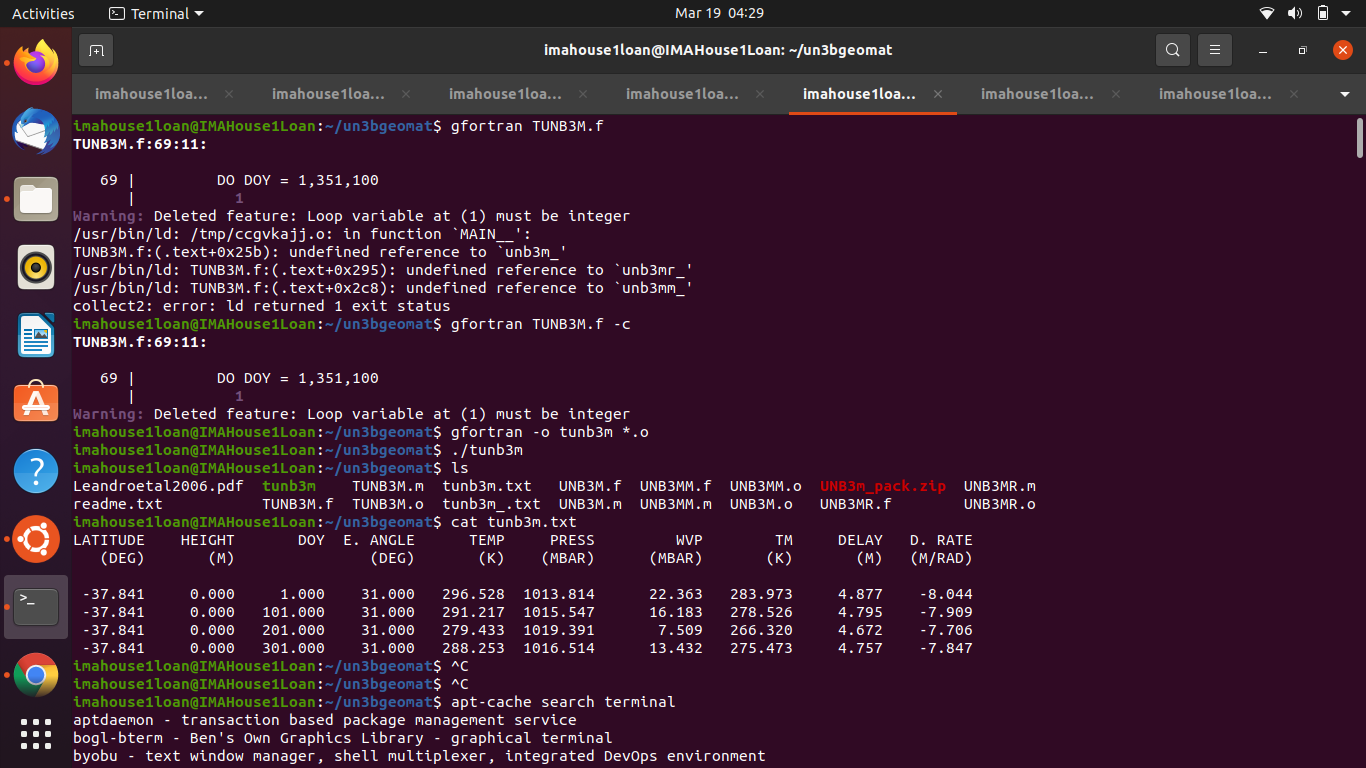 Activities Terminal Mar 19 04:29
imahouse1loan@IMAHouse1Loan: ~/un3bgeomat
imahouse1loa... imahouse1loa... imahouse1loa... imahouse1loa... imahouse1loa... imahouse1loa... imahouse1loa...
imahouse1loan@IMAHouse1Loan:~/un3bgeomat$ gfortran TUNB3M.f
TUNB3M.f:69:11:
69 | DO DOY = 1,351,100
| 1
Warning: Deleted feature: Loop variable at (1) must be integer
/usr/bin/ld: /tmp/ccgvkajj.o: in function `MAIN__':
TUNB3M.f:(.text+0x25b): undefined reference to `unb3m_'
/usr/bin/ld: TUNB3M.f:(.text+0x295): undefined reference to `unb3mr_'
/usr/bin/ld: TUNB3M.f:(.text+0x2c8): undefined reference to `unb3mm_'
collect2: error: ld returned 1 exit status
imahouse1loan@IMAHouse1Loan:~/un3bgeomat$ gfortran TUNB3M.f -c
TUNB3M.f:69:11:
69 | DO DOY = 1,351,100
| 1
Warning: Deleted feature: Loop variable at (1) must be integer
imahouse1loan@IMAHouse1Loan:~/un3bgeomat$ gfortran -o tunb3m *.o
imahouse1loan@IMAHouse1Loan:~/un3bgeomat$ ./tunb3m
imahouse1loan@IMAHouse1Loan:~/un3bgeomat$ ls
Leandroetal2006.pdf tunb3m TUNB3M.m tunb3m.txt UNB3M.f UNB3MM.f UNB3MM.o UNB3m_pack.zip UNB3MR.m
readme.txt TUNB3M.f TUNB3M.o tunb3m_.txt UNB3M.m UNB3MM.m UNB3M.o UNB3MR.f UNB3MR.o
imahouse1loan@IMAHouse1Loan:~/un3bgeomat$ cat tunb3m.txt
LATITUDE HEIGHT DOY E. ANGLE TEMP PRESS WVP TM DELAY D. RATE
(DEG) (M) (DEG) (K) (MBAR) (MBAR) (K) (M) (M/RAD)
-37.841 0.000 1.000 31.000 296.528 1013.814 22.363 283.973 4.877 -8.044
-37.841 0.000 101.000 31.000 291.217 1015.547 16.183 278.526 4.795 -7.909
-37.841 0.000 201.000 31.000 279.433 1019.391 7.509 266.320 4.672 -7.706
-37.841 0.000 301.000 31.000 288.253 1016.514 13.432 275.473 4.757 -7.847
imahouse1loan@IMAHouse1Loan:~/un3bgeomat$ ^C
imahouse1loan@IMAHouse1Loan:~/un3bgeomat$ ^C
imahouse1loan@IMAHouse1Loan:~/un3bgeomat$ apt-cache search terminal
aptdaemon - transaction based package management service
bogl-bterm - Ben's Own Graphics Library - graphical terminal
byobu - text window manager, shell multiplexer, integrated DevOps environment